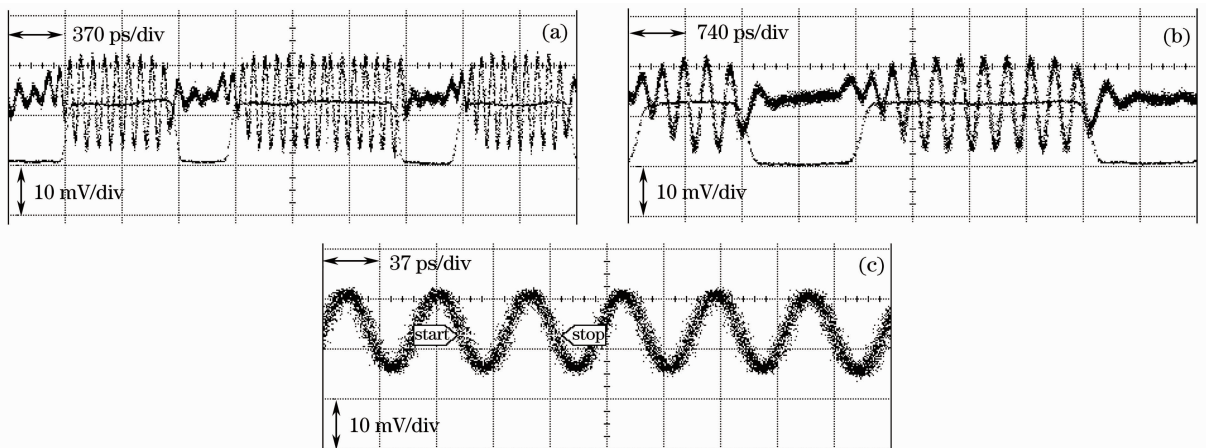 370 ps/div
(a)
10 mV/div
740 ps/div
(b)
10 mV/div
37 ps/div
(c)
start
stop
10 mV/div